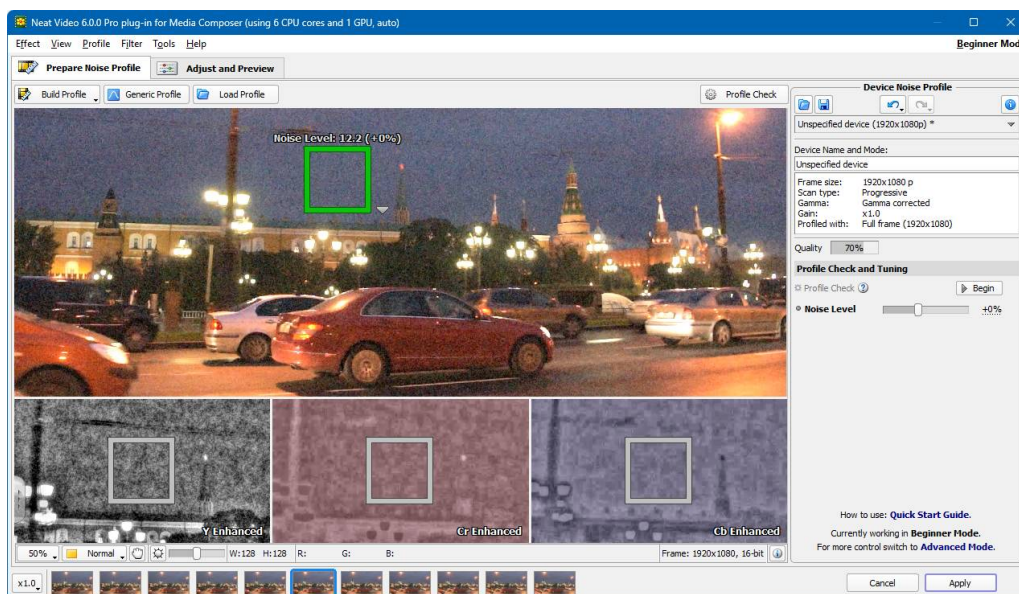 Neat Video 6.0.0 Pro plug-in for Media Composer (using 6 CPU cores and 1 GPU, auto)
Effect View Profile Filter Tools Help
Beginner Mod
Prepare Noise Profile
Adjust and Preview
Build Profile
Generic Profile
Load Profile
Profile Check
Noise Level: 12.2 (+0%)
Y Enhanced
Cr Enhanced
Cb Enhanced
50%
Normal
W:128 H:128 R: G: B:
Frame: 1920x1080, 16-bit
Device Noise Profile
Unspecified device (1920x1080p) *
Device Name and Mode:
Unspecified device
Frame size: 1920x1080 p
Scan type: Progressive
Gamma: Gamma corrected
Gain: x1.0
Profiled with: Full frame (1920x1080)
Quality 70%
Profile Check and Tuning
Profile Check
Begin
Noise Level +0%
How to use: Quick Start Guide.
Currently working in Beginner Mode.
For more control switch to Advanced Mode.
x1.0
Cancel
Apply